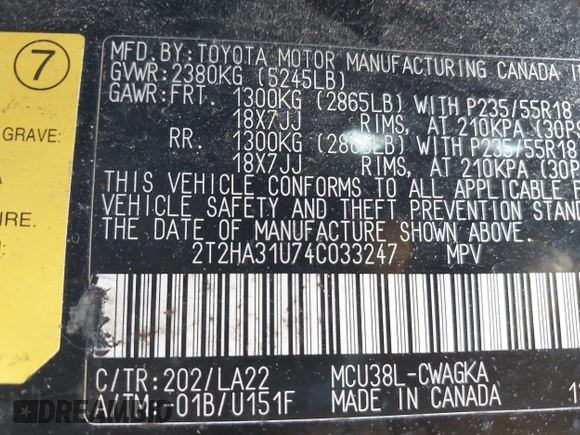 7
GRAVE:
A
IRE.
MFD.BY:TOYOTA MOTOR MANUFACTURING CANADA
GVWR:2380KG (5245LB)
GAWR:FRT. 1300KG (2865LB) WITH P235/55R18
18X7JJ RIMS, AT 210KPA (30P
RR. 1300KG (2865LB) WITH P235/55R18
18X7JJ RIMS, AT 210KPA (30P
THIS VEHICLE CONFORMS TO ALL APPLICABLE
VEHICLE SAFETY AND THEFT PREVENTION STAND
THE DATE OF MANUFACTURE SHOWN ABOVE.
2T2HA31U74C033247 MPV
C/TR:202/LA22 MCU38L-CWAGKA
A/TM:-01B/U151F MADE IN CANADA
DREAMBID